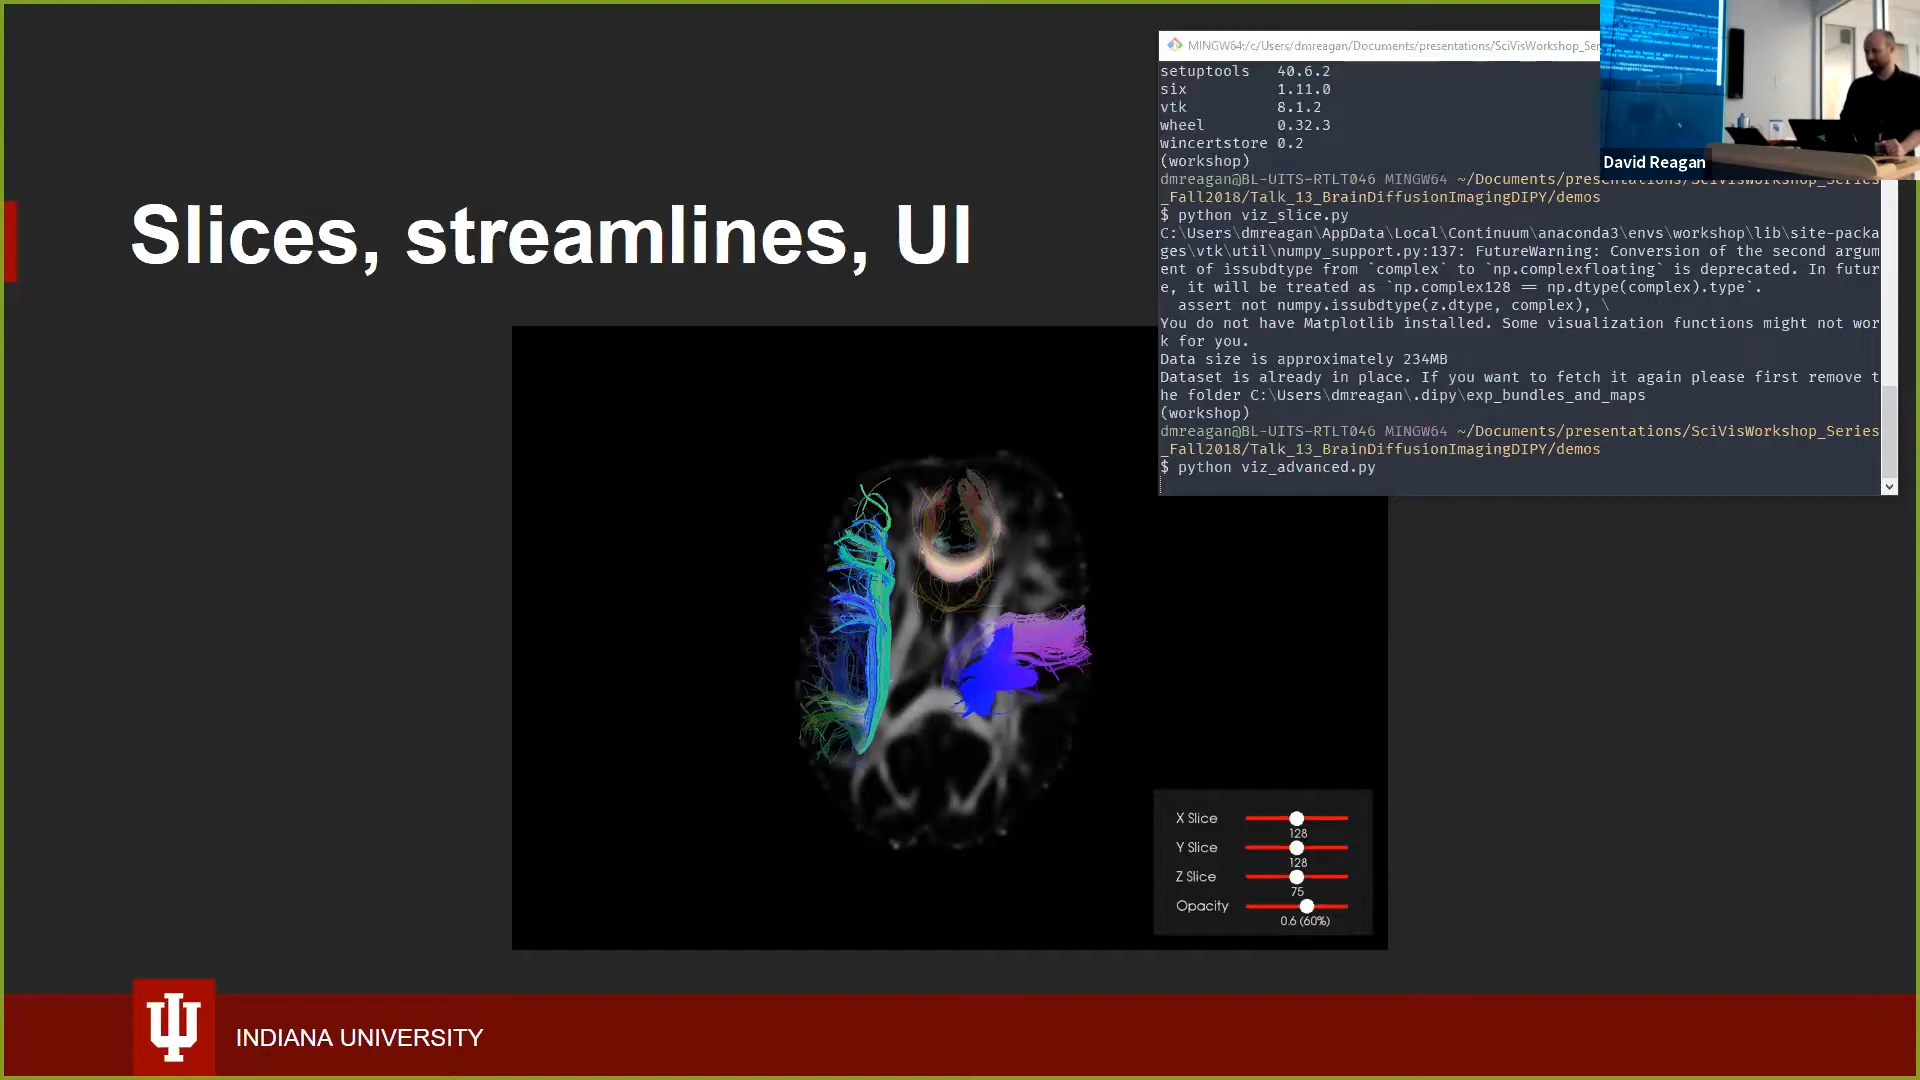 Slices, streamlines, UI
MINGW64:/c/Users/dmreagan/Documents/presentations/SciVisWorkshop_Ser
setuptools 40.6.2
six 1.11.0
vtk 8.1.2
wheel 0.32.3
wincertstore 0.2
(workshop)
dmreagan@BL-UITS-RTLT046 MINGW64 ~/Documents/presentations/SciVisWorkshop_Series
_Fall2018/Talk_13_BrainDiffusionImagingDIPY/demos
$ python viz_slice.py
C:\Users\dmreagan\AppData\Local\Continuum\anaconda3\envs\workshop\lib\site-packa
ges\vtk\util\numpy_support.py:137: FutureWarning: Conversion of the second argum
ent of issubdtype from `complex` to `np.complexfloating` is deprecated. In futur
e, it will be treated as `np.complex128 == np.dtype(complex).type`.
assert not numpy.issubdtype(z.dtype, complex), \
You do not have Matplotlib installed. Some visualization functions might not wor
k for you.
Data size is approximately 234MB
Dataset is already in place. If you want to fetch it again please first remove t
he folder C:\Users\dmreagan\.dipy\exp_bundles_and_maps
(workshop)
dmreagan@BL-UITS-RTLT046 MINGW64 ~/Documents/presentations/SciVisWorkshop_Series
_Fall2018/Talk_13_BrainDiffusionImagingDIPY/demos
$ python viz_advanced.py
David Reagan
X Slice
128
Y Slice
128
Z Slice
75
Opacity
0.6 (60%)
INDIANA UNIVERSITY